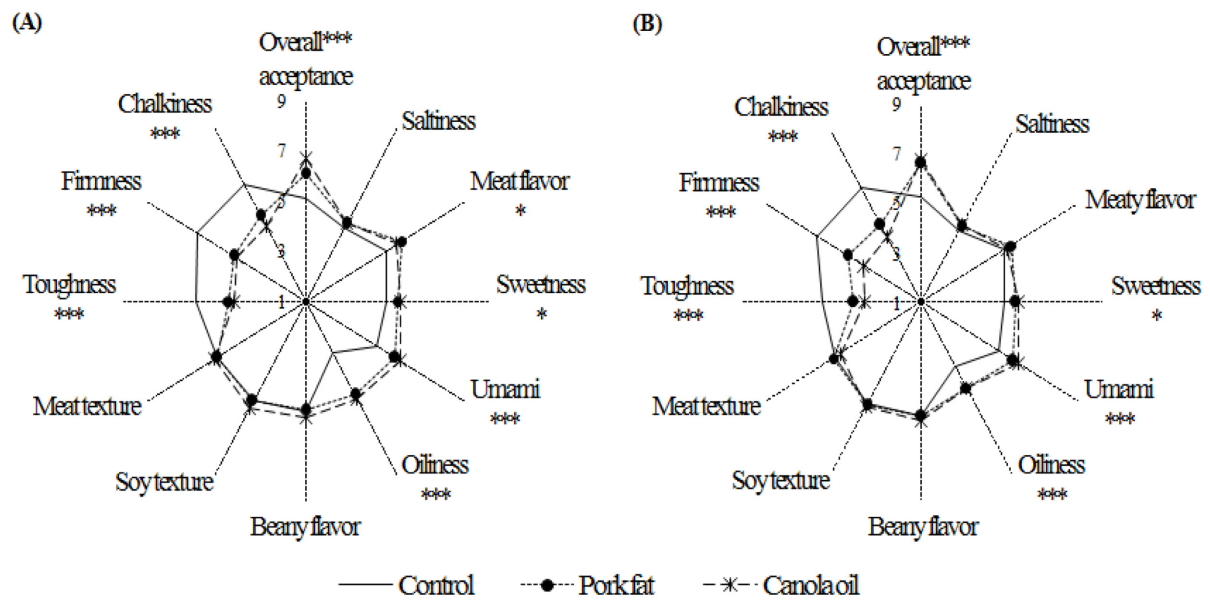 (A)
Overall***
acceptance
9
7
5
3
1
Saltiness
Meat flavor
*
Sweetness
*
Umami
***
Oiliness
***
Beany flavor
Soy texture
Meat texture
Toughness
***
Firmness
***
Chalkiness
***
(B)
Overall***
acceptance
9
7
5
3
1
Saltiness
Meaty flavor
Sweetness
*
Umami
***
Oiliness
***
Beany flavor
Soy texture
Meat texture
Toughness
***
Firmness
***
Chalkiness
***
Control
Pork fat
Canola oil